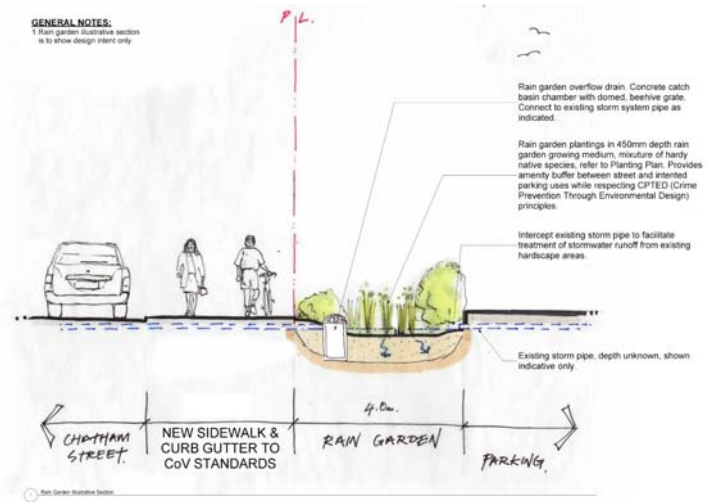 GENERAL NOTES:
1.Rain garden illustrative section
is to show design intent only.
P L.
Rain garden overflow drain. Concrete catch
basin chamber with domed, beehive grate.
Connect to existing storm system pipe as
indicated.
Rain garden plantings in 450mm depth rain
garden growing medium, mixuture of hardy
native species, refer to Planting Plan. Provides
amenity buffer between street and intented
parking uses while respecting CPTED (Crime
Prevention Through Environmental Design)
principles.
Intercept existing storm pipe to facilitate
treatment of stormwater runoff from existing
hardscape areas.
Existing storm pipe, depth unknown, shown
indicative only.
CHATHAM
STREET.
NEW SIDEWALK &
CURB GUTTER TO
CoV STANDARDS
4.0m.
RAIN GARDEN
PARKING.
1 Rain Garden Illustrative Section